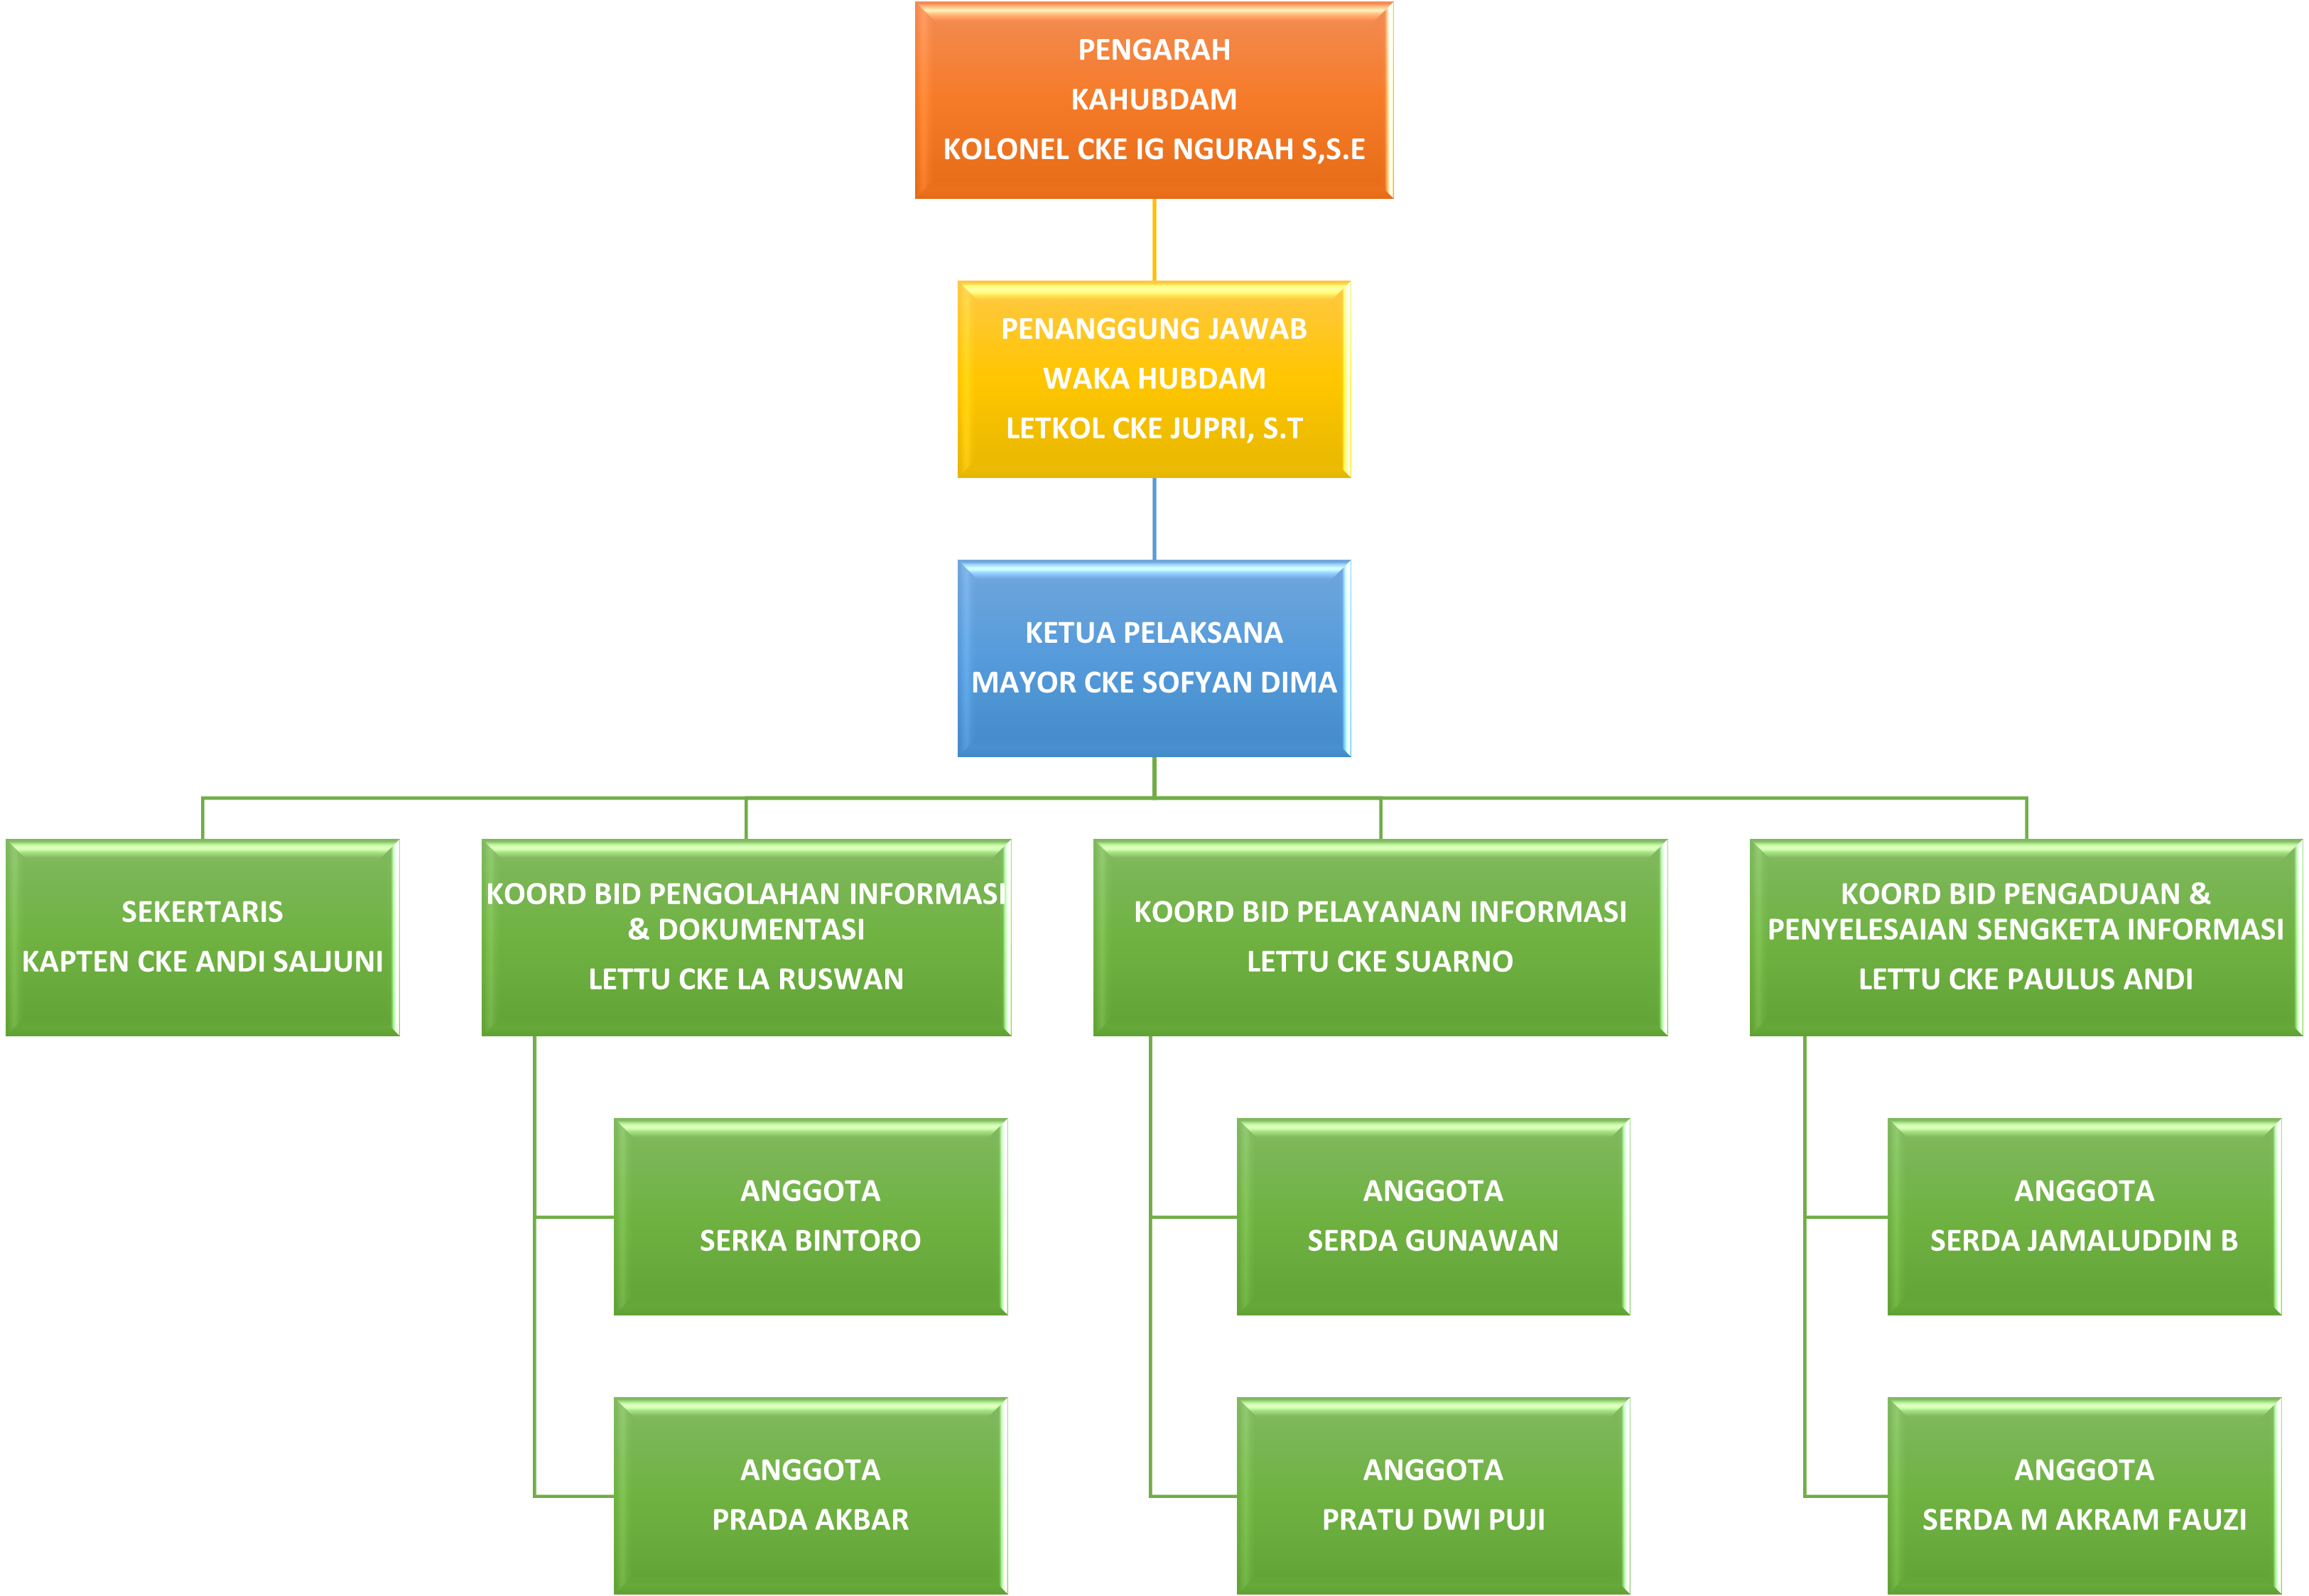 PENGARAH
KAHUBDAM
KOLONEL CKE IG NGURAH S,S.E
PENANGGUNG JAWAB
WAKA HUBDAM
LETKOL CKE JUPRI, S.T
KETUA PELAKSANA
MAYOR CKE SOFYAN DIMA
SEKERTARIS
KAPTEN CKE ANDI SALJUNI
KOORD BID PENGOLAHAN INFORMASI
& DOKUMENTASI
LETTU CKE LA RUSWAN
KOORD BID PELAYANAN INFORMASI
LETTU CKE SUARNO
KOORD BID PENGADUAN &
PENYELESAIAN SENGKETA INFORMASI
LETTU CKE PAULUS ANDI
ANGGOTA
SERKA BINTORO
ANGGOTA
SERDA GUNAWAN
ANGGOTA
SERDA JAMALUDDIN B
ANGGOTA
PRADA AKBAR
ANGGOTA
PRATU DWI PUJI
ANGGOTA
SERDA M AKRAM FAUZI